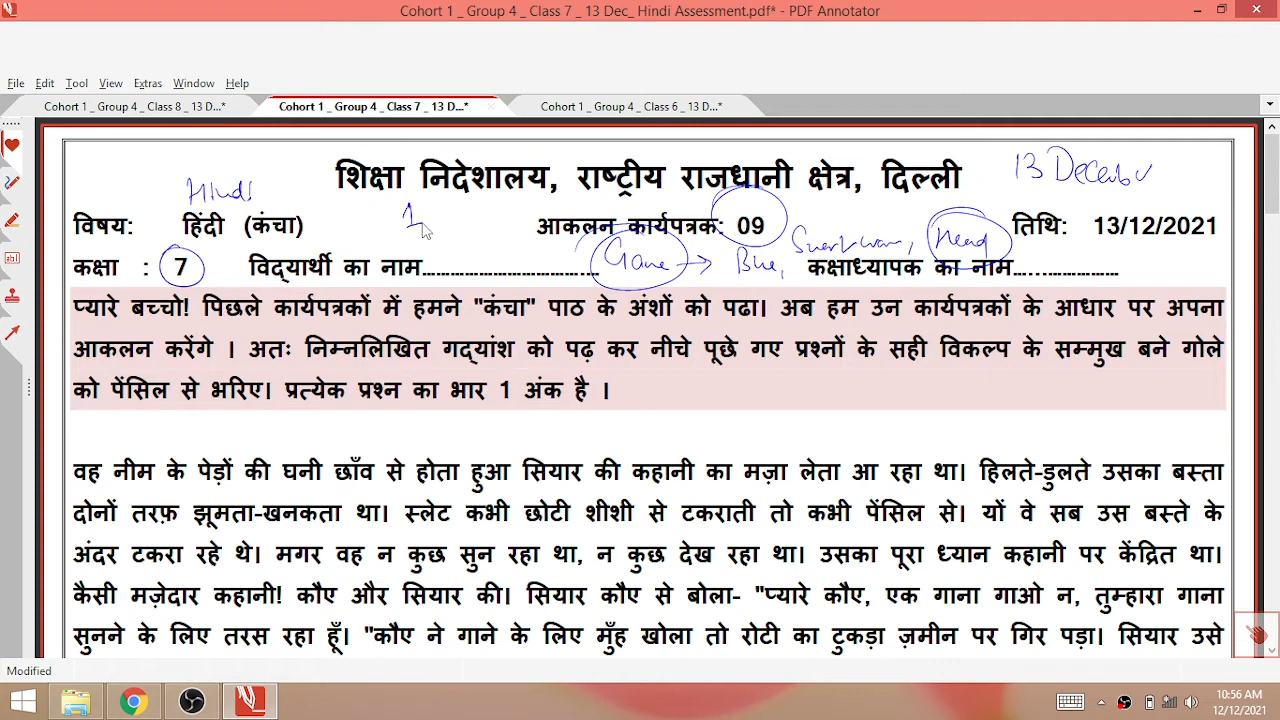 Cohort 1 _ Group 4 _ Class 7 _ 13 Dec_ Hindi Assessment.pdf* - PDF Annotator
File Edit Tool View Extras Window Help
Cohort 1 _ Group 4 _ Class 8 _ 13 D...* Cohort 1 _ Group 4 _ Class 7 _ 13 D...* Cohort 1 _ Group 4 _ Class 6 _ 13 D...*
शिक्षा निदेशालय, राष्ट्रीय राजधानी क्षेत्र, दिल्ली 13 December
Hindi
विषय: हिंदी (कंचा) 1 आकलन कार्यपत्रक: 09 तिथि: 13/12/2021
Game Blue, Head
कक्षा : 7 विद्यार्थी का नाम................................... कक्षाध्यापक का नाम.....................
प्यारे बच्चो! पिछले कार्यपत्रकों में हमने "कंचा" पाठ के अंशों को पढा। अब हम उन कार्यपत्रकों के आधार पर अपना
आकलन करेंगे । अतः निम्नलिखित गद्यांश को पढ़ कर नीचे पूछे गए प्रश्नों के सही विकल्प के सम्मुख बने गोले
को पेंसिल से भरिए। प्रत्येक प्रश्न का भार 1 अंक है ।
वह नीम के पेड़ों की घनी छाँव से होता हुआ सियार की कहानी का मज़ा लेता आ रहा था। हिलते-डुलते उसका बस्ता
दोनों तरफ़ झूमता-खनकता था। स्लेट कभी छोटी शीशी से टकराती तो कभी पेंसिल से। यों वे सब उस बस्ते के
अंदर टकरा रहे थे। मगर वह न कुछ सुन रहा था, न कुछ देख रहा था। उसका पूरा ध्यान कहानी पर केंद्रित था।
कैसी मज़ेदार कहानी! कौए और सियार की। सियार कौए से बोला- "प्यारे कौए, एक गाना गाओ न, तुम्हारा गाना
सुनने के लिए तरस रहा हूँ। "कौए ने गाने के लिए मुँह खोला तो रोटी का टुकड़ा ज़मीन पर गिर पड़ा। सियार उसे
Modified
10:56 AM
12/12/2021